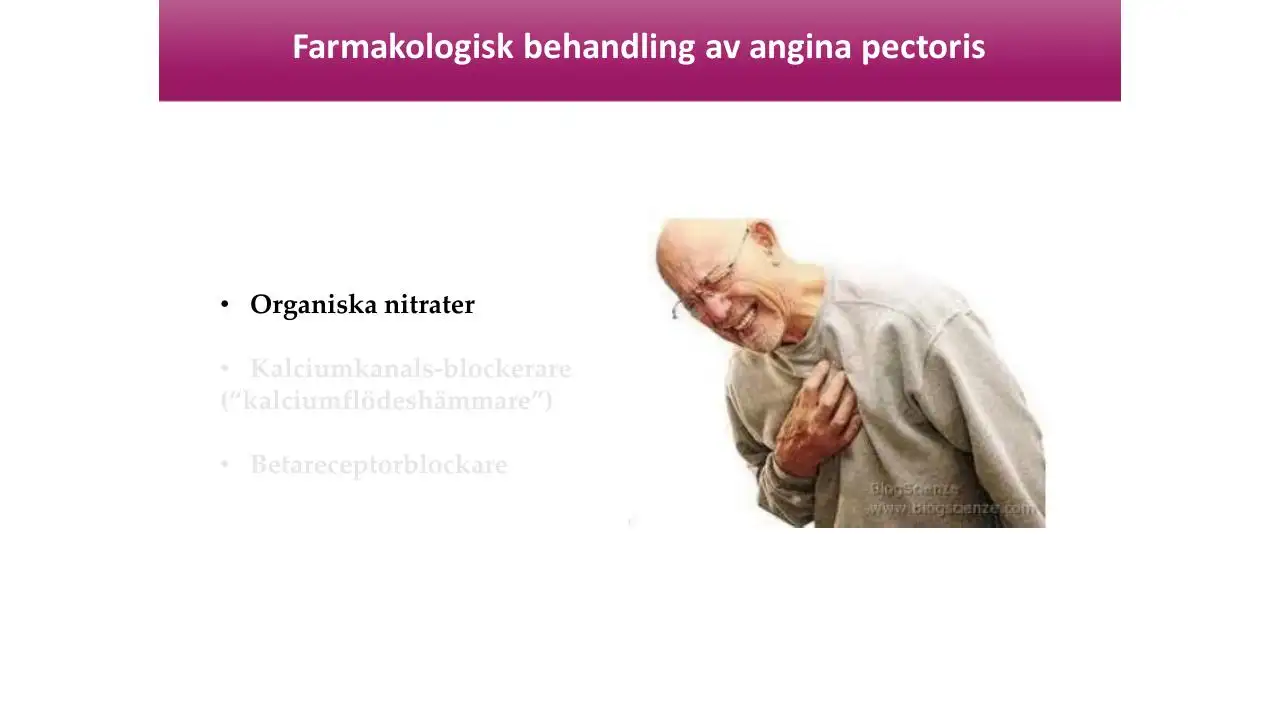 Farmakologisk behandling av angina pectoris
• Organiska nitrater
• Kalciumkanals-blockerare
(“kalciumflödeshämmare”)
• Betareceptorblockare
BlogScienze
www.blogscienze.com